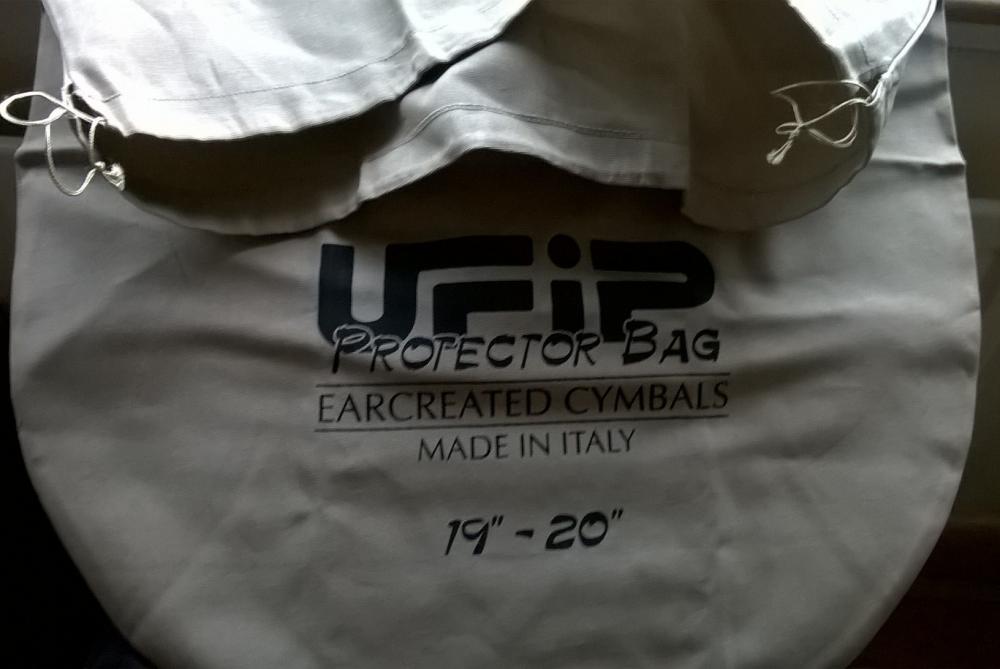 UFiP
PROTECTOR BAG
EARCREATED CYMBALS
MADE IN ITALY
19" - 20"